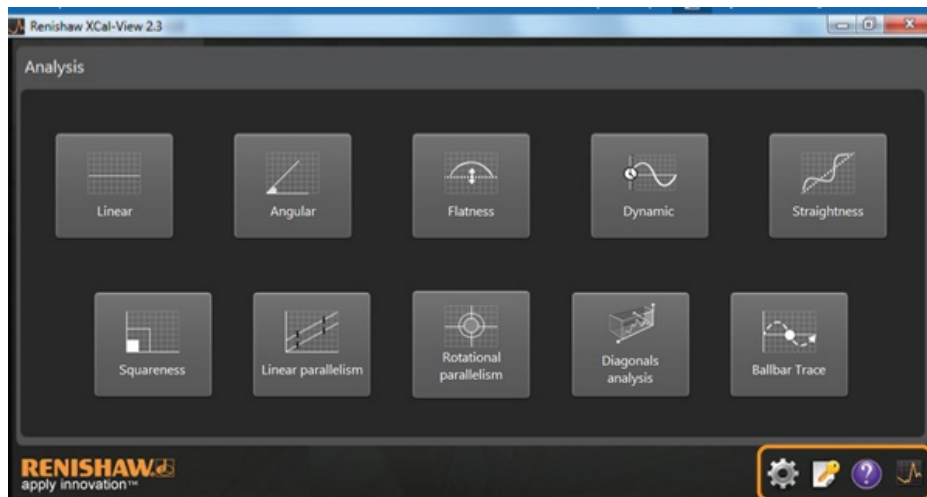 Renishaw XCal-View 2.3
Analysis
Linear
Angular
Flatness
Dynamic
Straightness
Squareness
Linear parallelism
Rotational
parallelism
Diagonals
analysis
Ballbar Trace
RENISHAW
apply innovation™
?